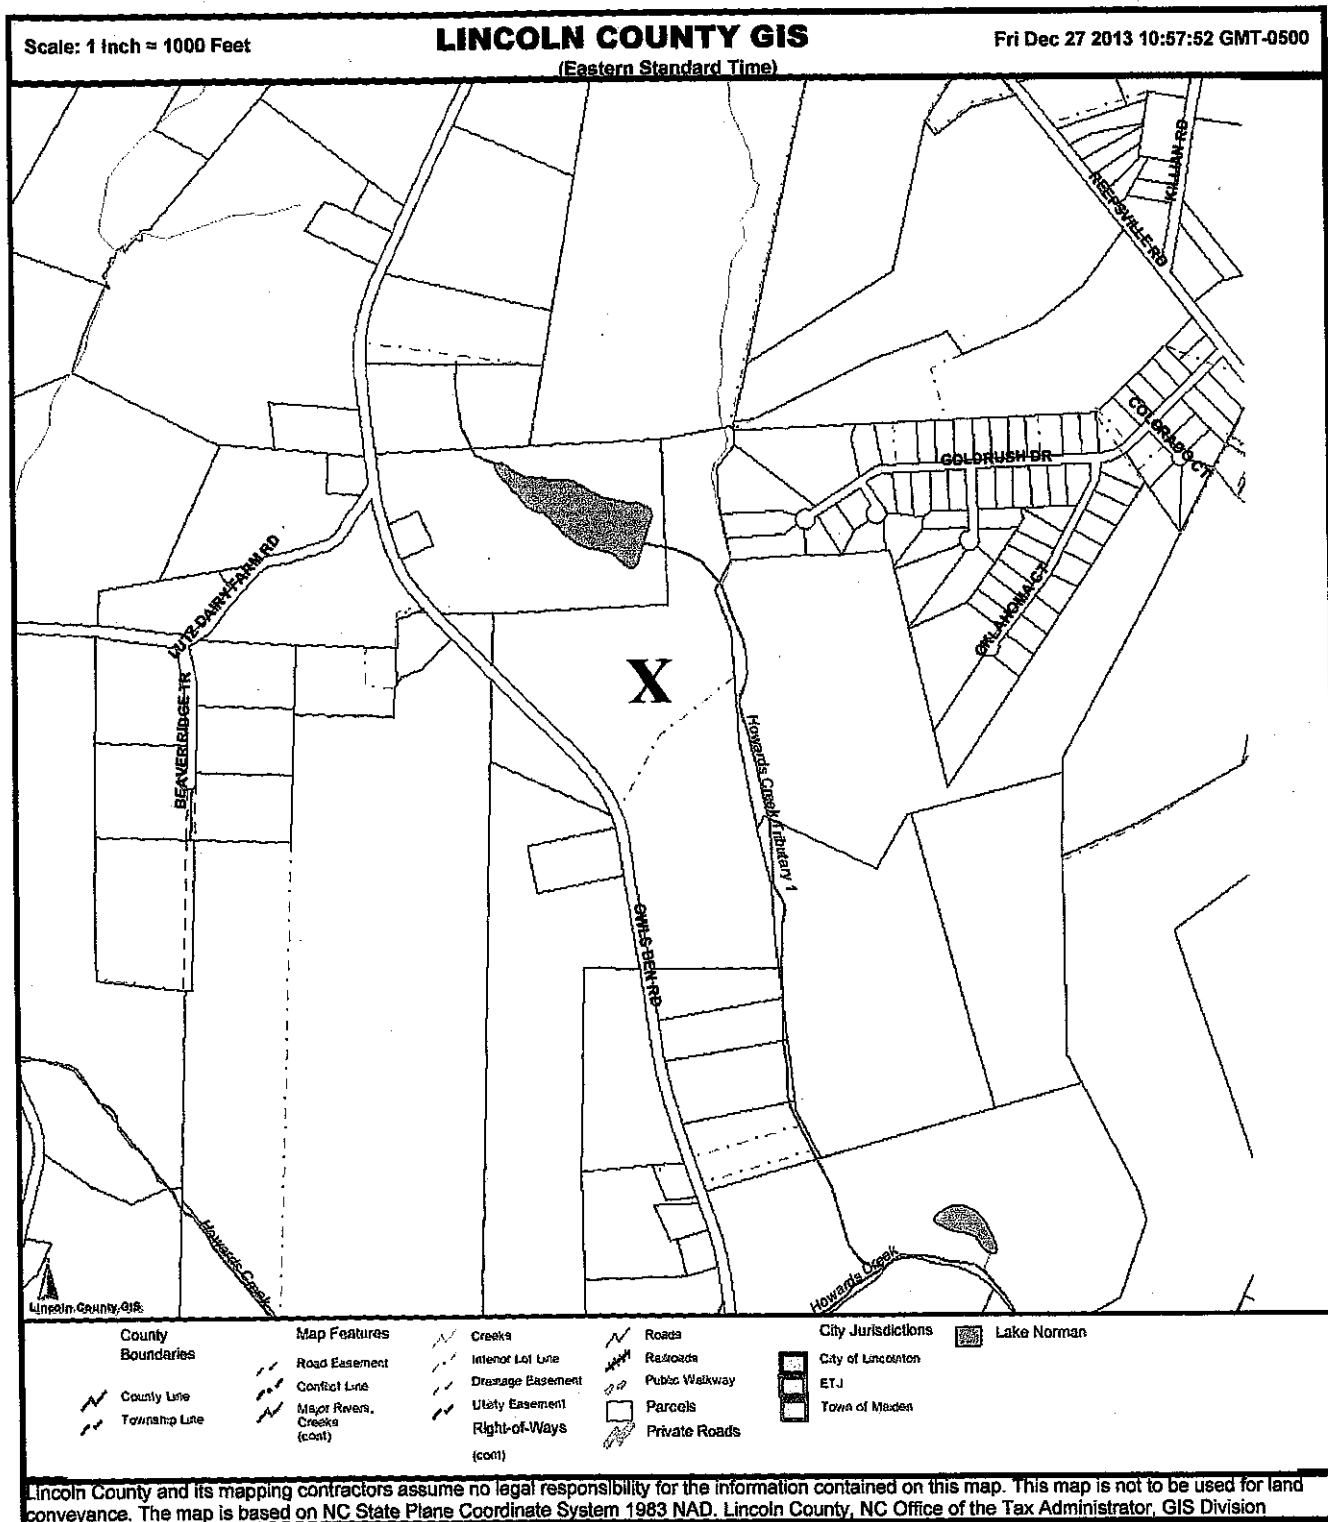 LINCOLN COUNTY GIS
Scale: 1 Inch = 1000 Feet
(Eastern Standard Time)
Fri Dec 27 2013 10:57:52 GMT-0500
KILLIAN RD
REEPSVILLE RD
COLORADO CT
GOLDRUSH DR
OKLAHOMA CT
LUTZ DAIRY FARM RD
BEAVER RIDGE TR
X
Howards Creek Tributary 1
OWLS DEN RD
Howards Creek
Howards Creek
Lincoln County, GIS
County
Boundaries
County Line
Township Line
Map Features
Road Easement
Conflict Line
Major Rivers,
Creeks
(cont)
Creeks
Interior Lot Line
Drainage Easement
Utility Easement
Right-of-Ways
(cont)
Roads
Railroads
Public Walkway
Parcels
Private Roads
City Jurisdictions
City of Lincolnton
ETJ
Town of Maiden
Lake Norman
Lincoln County and its mapping contractors assume no legal responsibility for the information contained on this map. This map is not to be used for land
conveyance. The map is based on NC State Plane Coordinate System 1983 NAD. Lincoln County, NC Office of the Tax Administrator, GIS Division